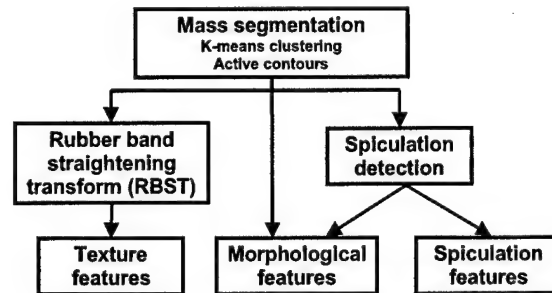 Mass segmentation
K-means clustering
Active contours
Rubber band
straightening
transform (RBST)
Spiculation
detection
Texture
features
Morphological
features
Spiculation
features